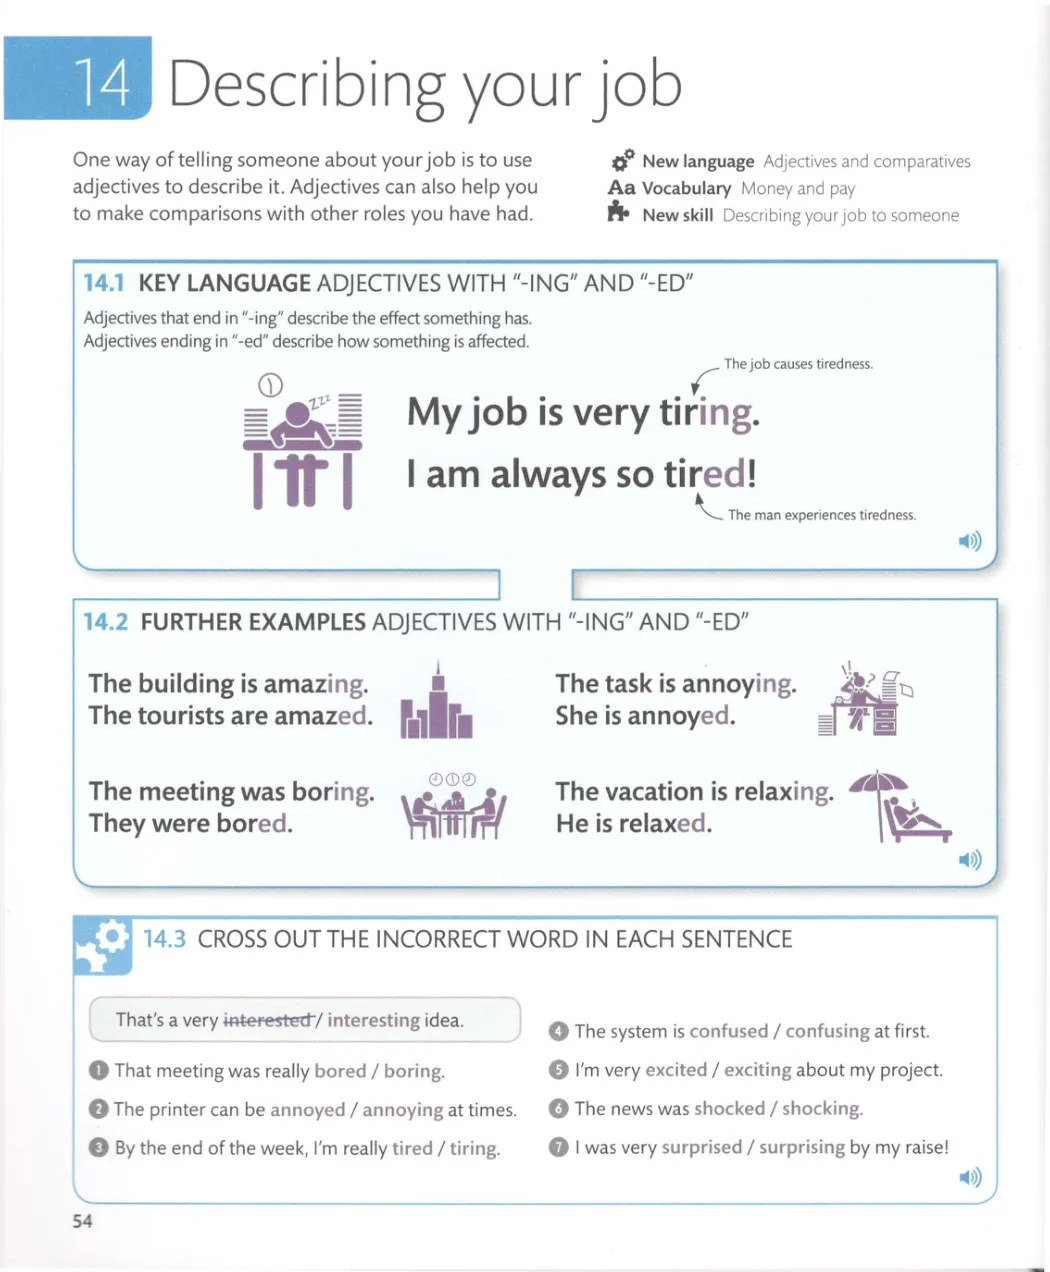 14 Describing your job
One way of telling someone about your job is to use
adjectives to describe it. Adjectives can also help you
to make comparisons with other roles you have had.
New language Adjectives and comparatives
Aa Vocabulary Money and pay
New skill Describing your job to someone
14.1 KEY LANGUAGE ADJECTIVES WITH "-ING" AND "-ED"
Adjectives that end in "-ing" describe the effect something has.
Adjectives ending in "-ed" describe how something is affected.
The job causes tiredness.
zzz
My job is very tiring.
I am always so tired!
The man experiences tiredness.
14.2 FURTHER EXAMPLES ADJECTIVES WITH "-ING" AND "-ED"
The building is amazing.
The tourists are amazed.
The task is annoying.
She is annoyed.
The meeting was boring.
They were bored.
The vacation is relaxing.
He is relaxed.
14.3 CROSS OUT THE INCORRECT WORD IN EACH SENTENCE
That's a very interested / interesting idea.
1 That meeting was really bored / boring.
2 The printer can be annoyed / annoying at times.
3 By the end of the week, I'm really tired / tiring.
4 The system is confused / confusing at first.
5 I'm very excited / exciting about my project.
6 The news was shocked / shocking.
7 I was very surprised / surprising by my raise!
54